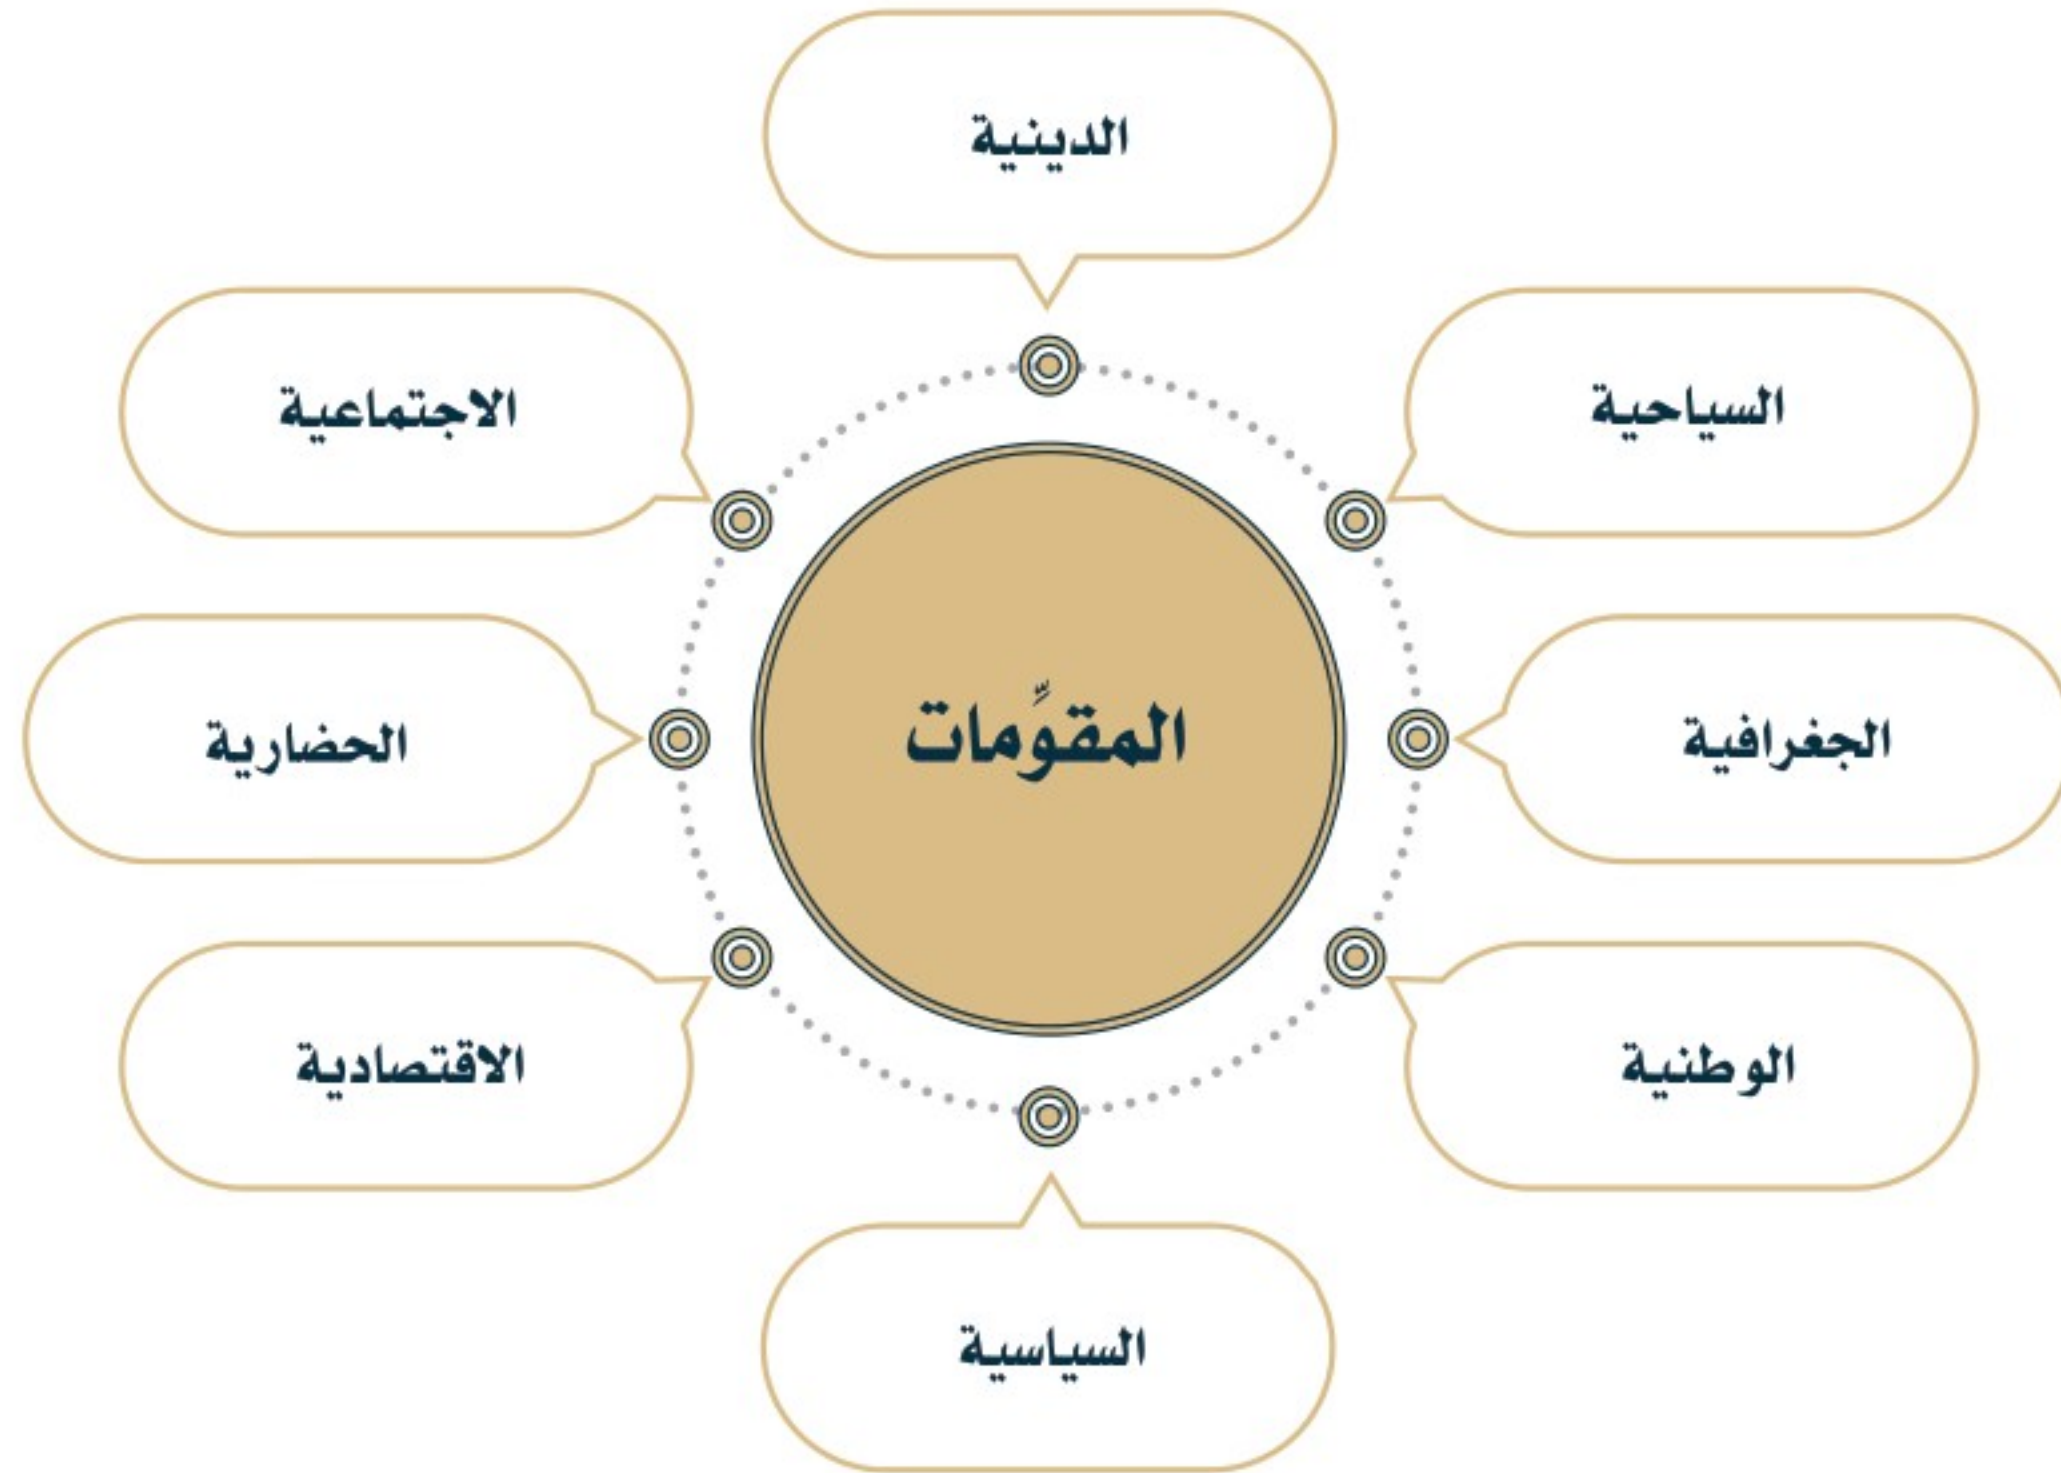 الدينية
السياحية
الاجتماعية
الجغرافية
المقوِّمات
الحضارية
الوطنية
الاقتصادية
السياسية